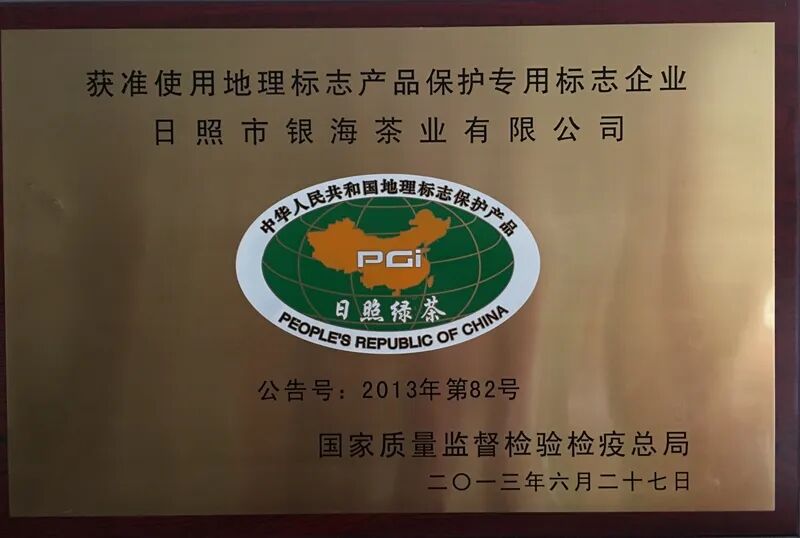 获准使用地理标志产品保护专用标志企业
日照市银海茶业有限公司
中华人民共和国地理标志保护产品
PGi
日照绿茶
PEOPLE'S REPUBLIC OF CHINA
公告号：2013年第82号
国家质量监督检验检疫总局
二〇一三年六月二十七日